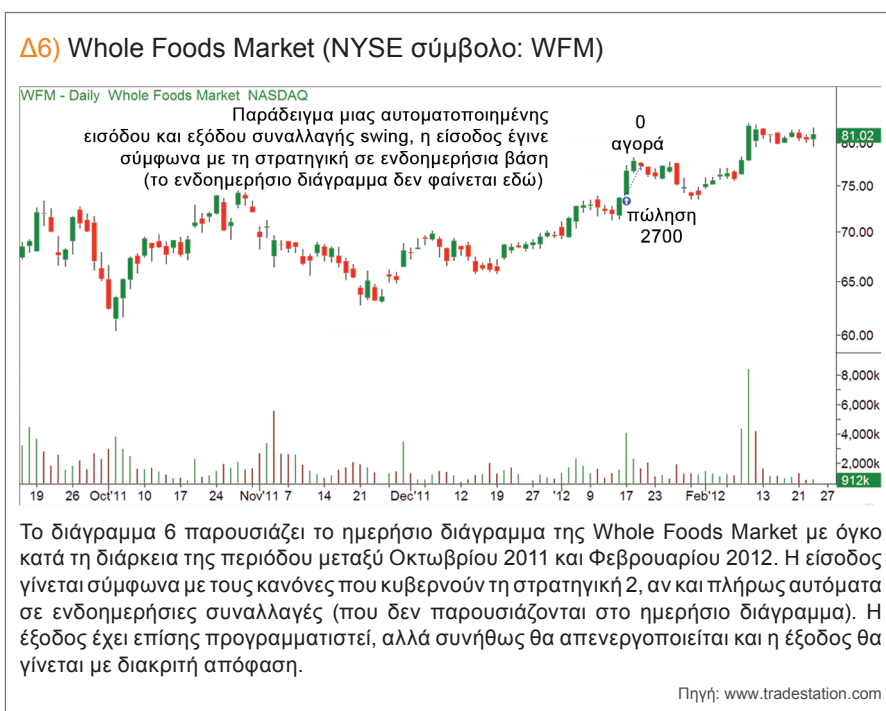 Δ6) Whole Foods Market (NYSE σύμβολο: WFM)
WFM - Daily Whole Foods Market NASDAQ
Παράδειγμα μιας αυτοματοποιημένης
εισόδου και εξόδου συναλλαγής swing, η είσοδος έγινε
σύμφωνα με τη στρατηγική σε ενδοημερήσια βάση
(το ενδοημερήσιο διάγραμμα δεν φαίνεται εδώ)
0
αγορά
πώληση
2700
81.02
80.00
75.00
70.00
65.00
60.00
8,000k
6,000k
4,000k
2,000k
912k
19 26 Oct'11 10 17 24 Nov'11 7 14 21 Dec'11 12 19 27 '12 9 17 23 Feb'12 13 21 27
Το διάγραμμα 6 παρουσιάζει το ημερήσιο διάγραμμα της Whole Foods Market με όγκο
κατά τη διάρκεια της περιόδου μεταξύ Οκτωβρίου 2011 και Φεβρουαρίου 2012. Η είσοδος
γίνεται σύμφωνα με τους κανόνες που κυβερνούν τη στρατηγική 2, αν και πλήρως αυτόματα
σε ενδοημερήσιες συναλλαγές (που δεν παρουσιάζονται στο ημερήσιο διάγραμμα). Η
έξοδος έχει επίσης προγραμματιστεί, αλλά συνήθως θα απενεργοποιείται και η έξοδος θα
γίνεται με διακριτή απόφαση.
Πηγή: www.tradestation.com